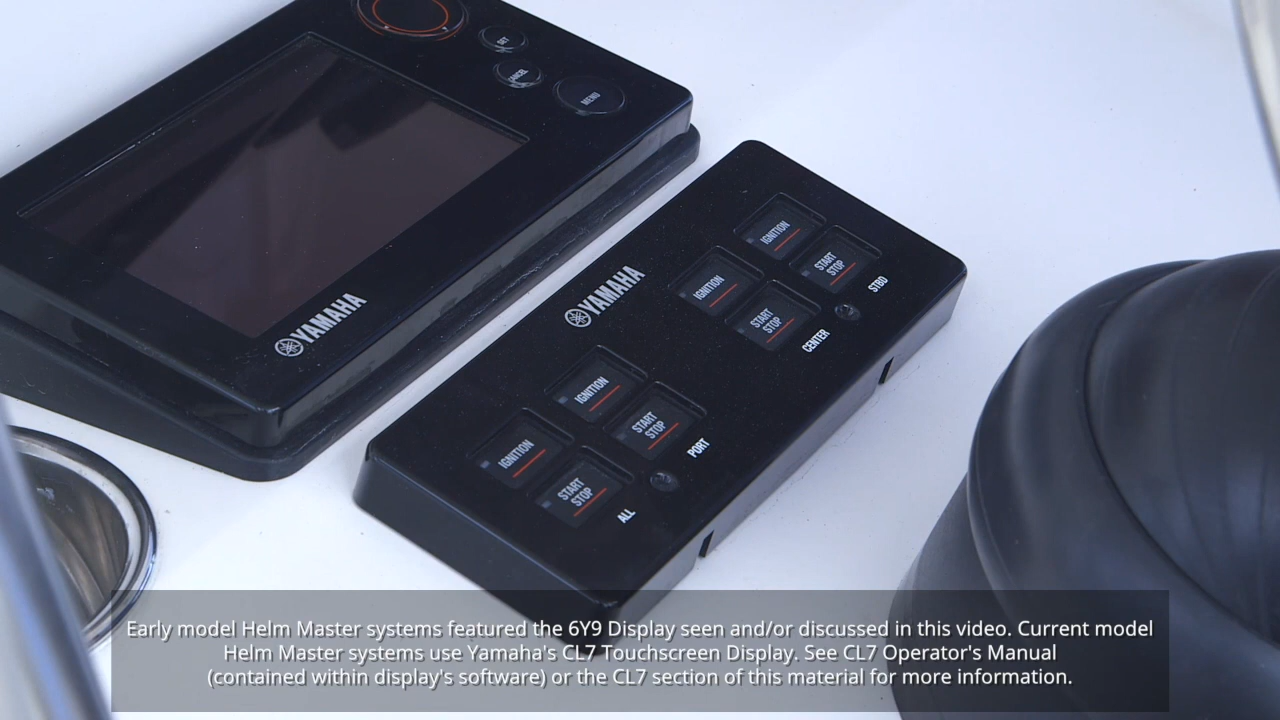 SET
CANCEL
MENU
YAMAHA
YAMAHA
IGNITION
START
STOP
STBD
IGNITION
START
STOP
CENTER
IGNITION
START
STOP
PORT
IGNITION
START
STOP
ALL
Early model Helm Master systems featured the 6Y9 Display seen and/or discussed in this video. Current model
Helm Master systems use Yamaha's CL7 Touchscreen Display. See CL7 Operator's Manual
(contained within display's software) or the CL7 section of this material for more information.